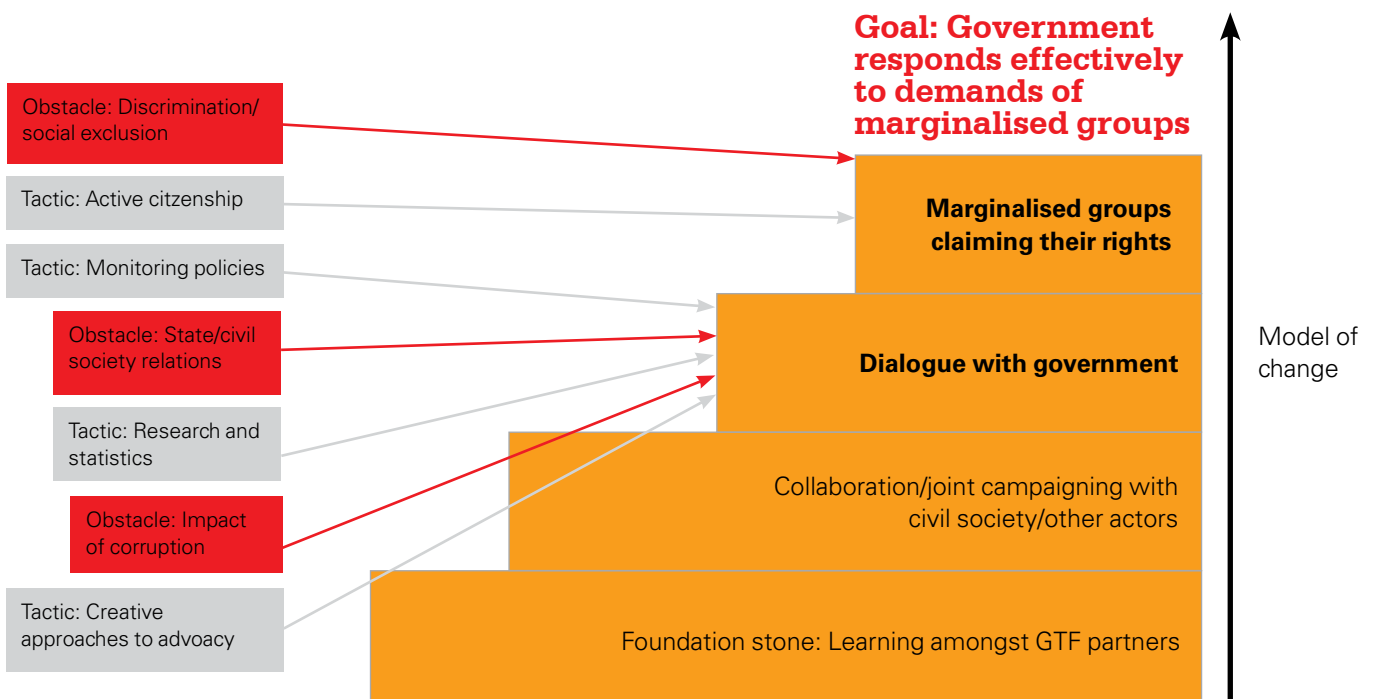 Goal: Government
responds effectively
to demands of
marginalised groups
Obstacle: Discrimination/
social exclusion
Tactic: Active citzenship
Tactic: Monitoring policies
Obstacle: State/civil
society relations
Tactic: Research and
statistics
Obstacle: Impact
of corruption
Tactic: Creative
approaches to advocacy
Marginalised groups
claiming their rights
Dialogue with government
Collaboration/joint campaigning with
civil society/other actors
Foundation stone: Learning amongst GTF partners
Model of
change